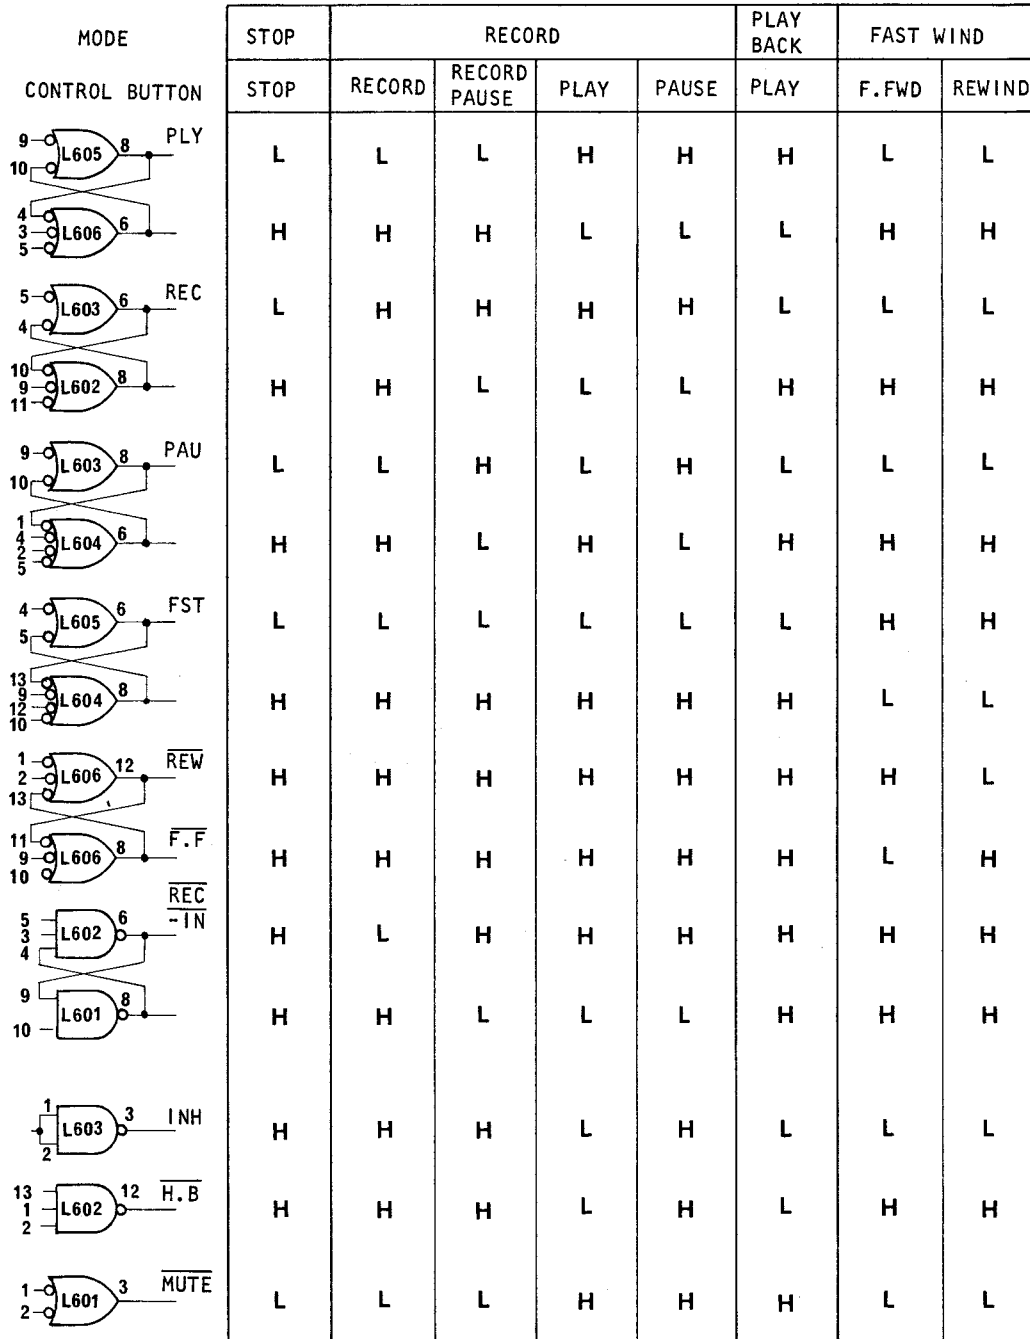 MODE STOP RECORD PLAY BACK FAST WIND
CONTROL BUTTON STOP RECORD RECORD PAUSE PLAY PAUSE PLAY F.FWD REWIND
9 10 L605 8 PLY L L L H H H L L
4 3 5 L606 6 H H H L L L H H
5 4 L603 6 REC L H H H H L L L
10 9 11 L602 8 H H L L L H H H
9 10 L603 8 PAU L L H L H L L L
1 4 2 5 L604 6 H H L H L H H H
4 5 L605 6 FST L L L L L L H H
13 9 12 10 L604 8 H H H H H H L L
1 2 13 L606 12 REW H H H H H H H L
11 9 10 L606 8 F.F H H H H H H L H
5 3 4 L602 6 REC -IN H L H H H H H H
9 10 L601 8 H H L L L H H H
1 2 L603 3 INH H H H L H L L L
13 1 2 L602 12 H.B H H H L H L H H
1 2 L601 3 MUTE L L L H H H L L